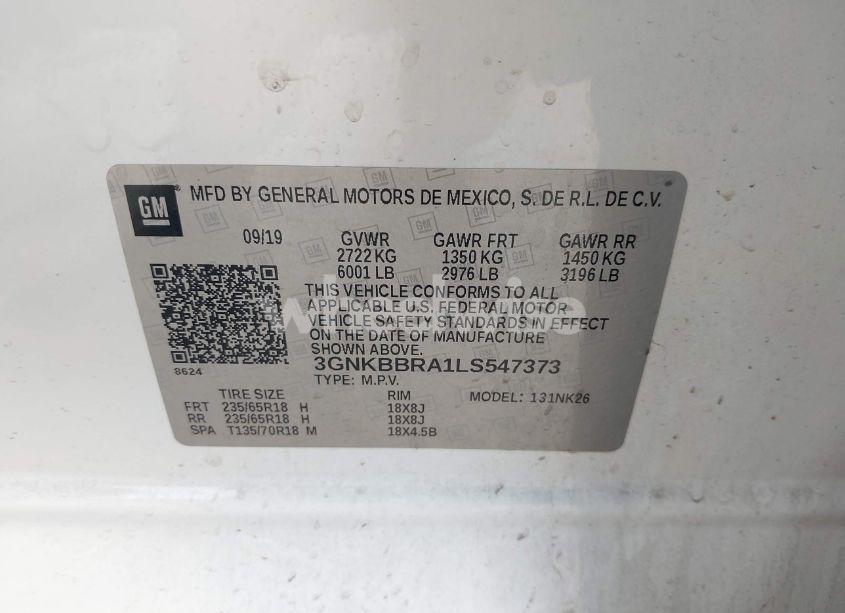 GM ® MFD BY GENERAL MOTORS DE MEXICO, S. DE R.L. DE C.V.
09/19 GVWR GAWR FRT GAWR RR
2722 KG 1350 KG 1450 KG
6001 LB 2976 LB 3196 LB
THIS VEHICLE CONFORMS TO ALL
APPLICABLE U.S. FEDERAL MOTOR
VEHICLE SAFETY STANDARDS IN EFFECT
ON THE DATE OF MANUFACTURE
SHOWN ABOVE.
3GNKBBRA1LS547373
8624
TYPE: M.P.V.
MODEL: 131NK26
TIRE SIZE RIM
FRT 235/65R18 H 18X8J
RR 235/65R18 H 18X8J
SPA T135/70R18 M 18X4.5B